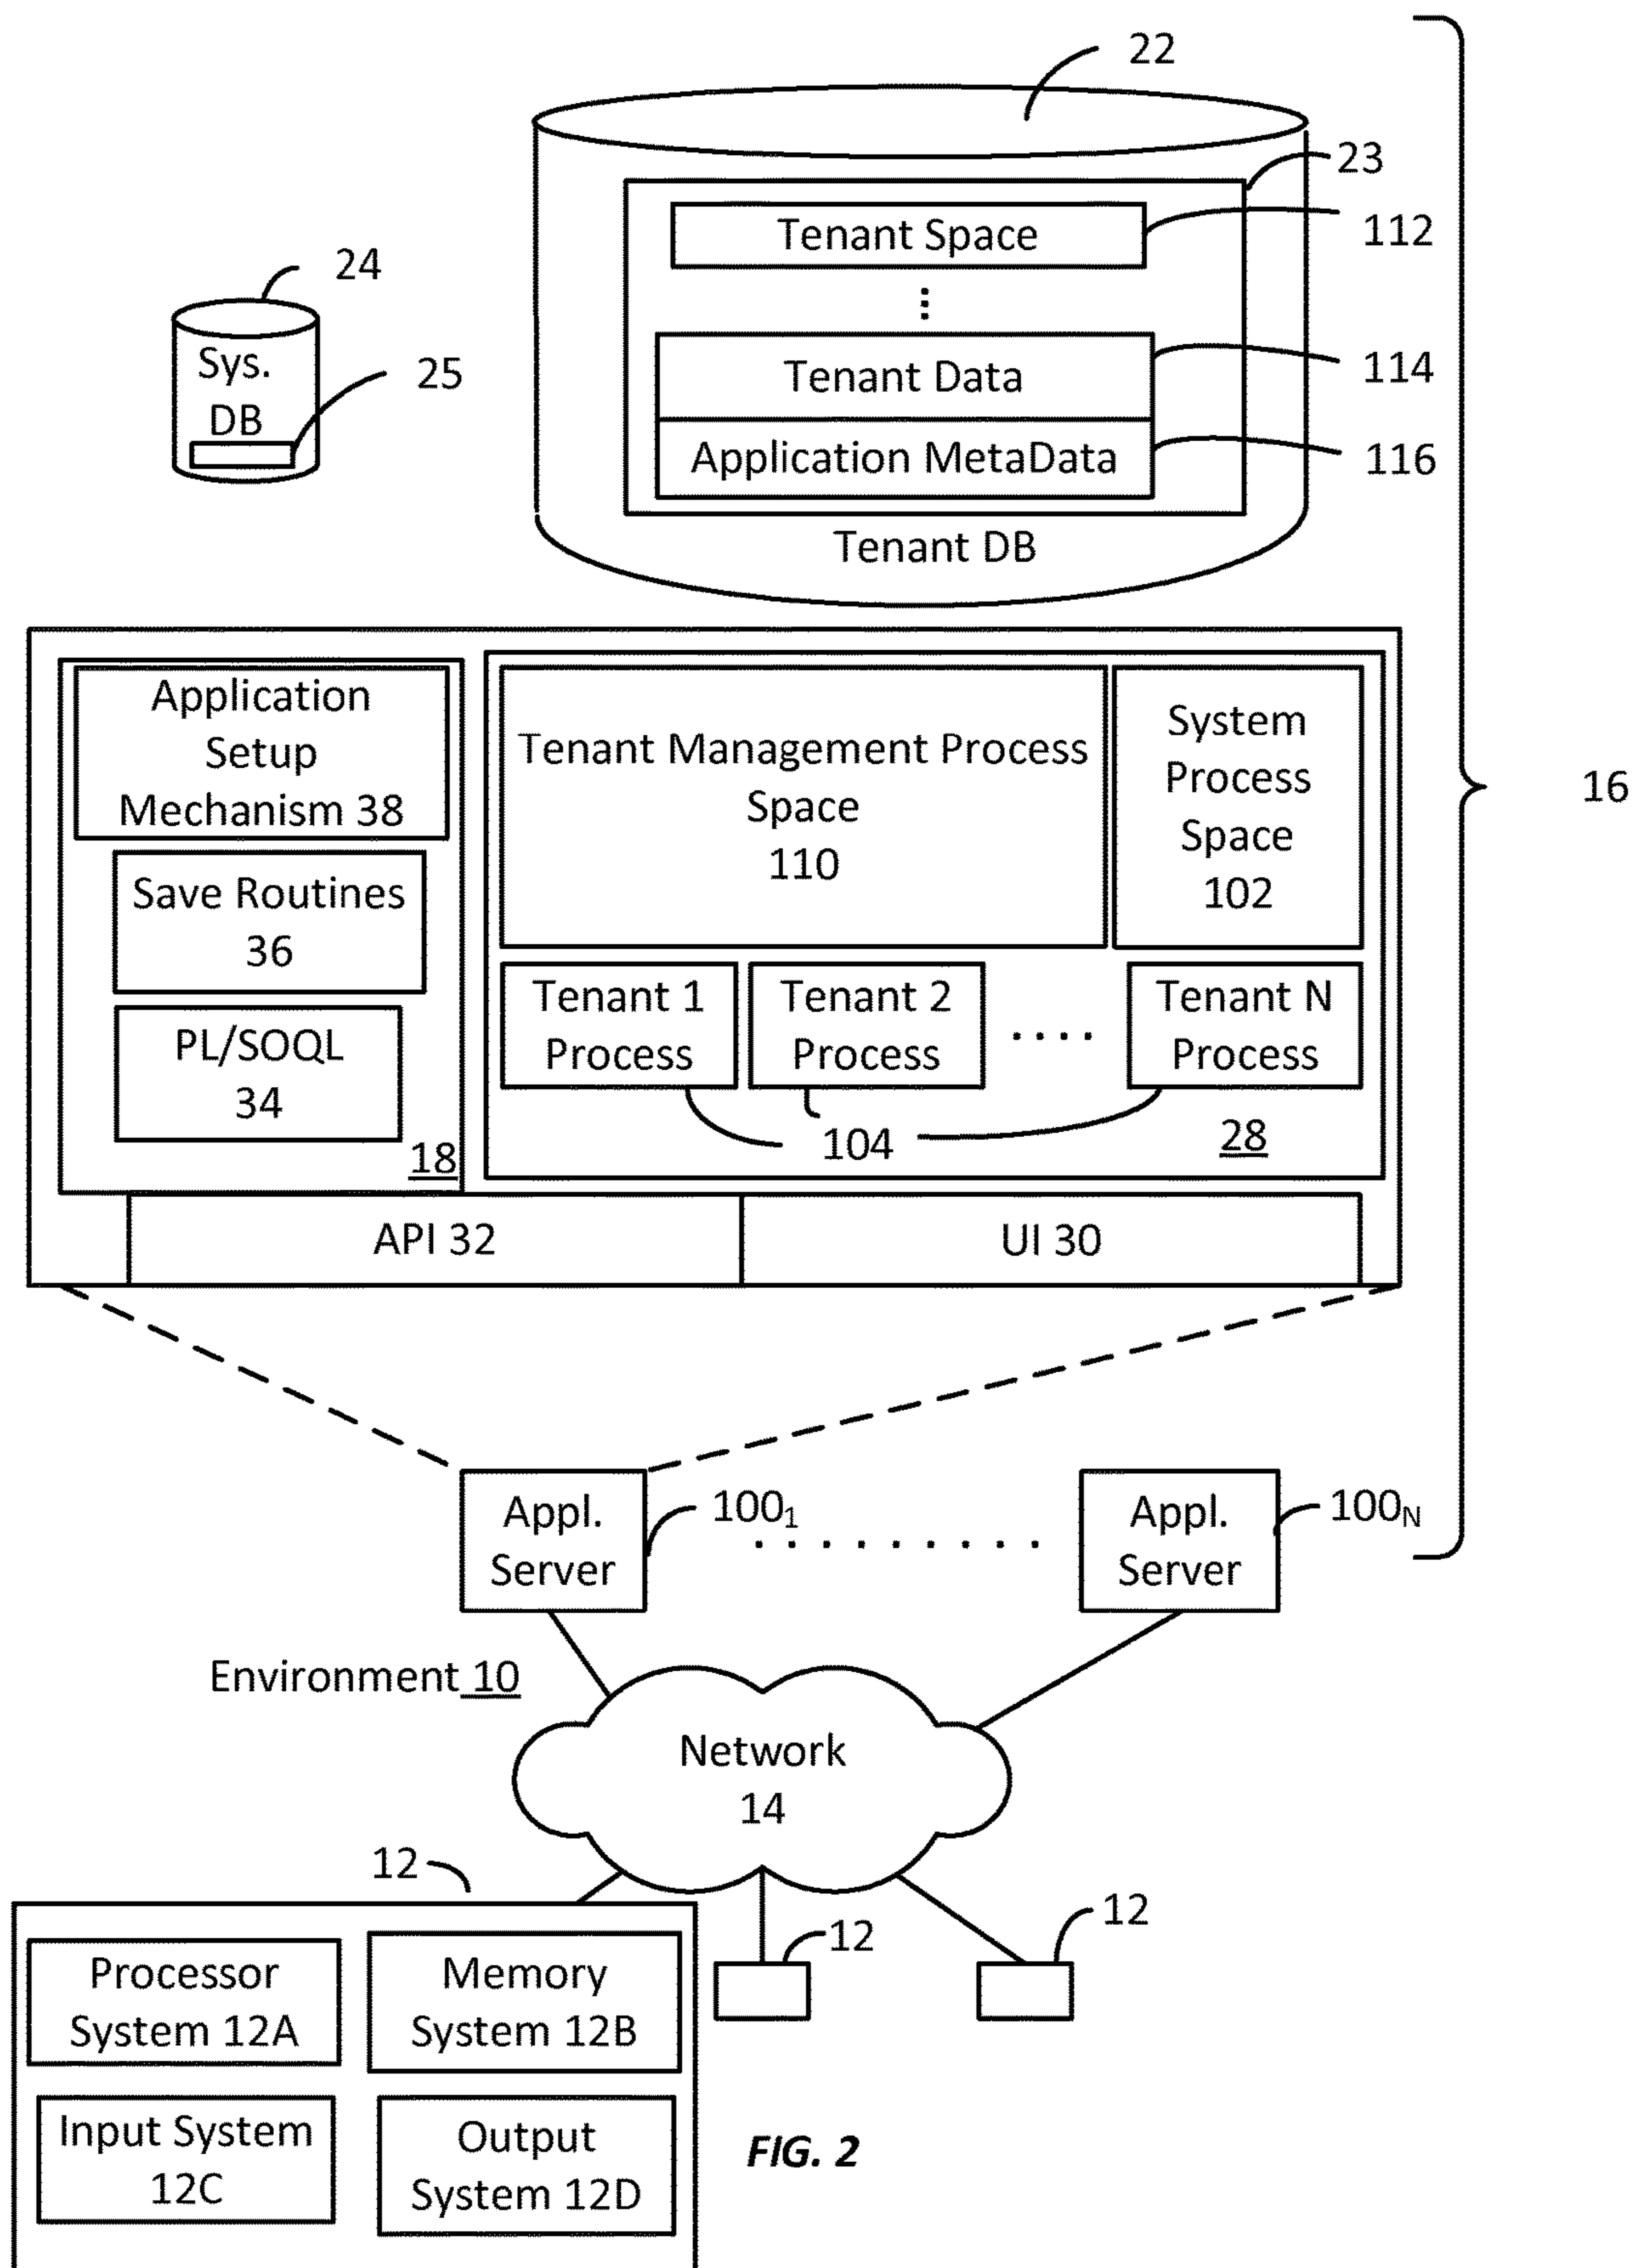 22
23
Tenant Space
112
24
Sys.
DB
25
Tenant Data
114
Application MetaData
116
Tenant DB
16
Application
Setup
Mechanism 38
Save Routines
36
PL/SOQL
34
18
Tenant Management Process
Space
110
System
Process
Space
102
Tenant 1
Process
Tenant 2
Process
Tenant N
Process
104
28
API 32
UI 30
Appl.
Server
100₁
Appl.
Server
100ₙ
Environment 10
Network
14
12
12
12
Processor
System 12A
Memory
System 12B
Input System
12C
Output
System 12D
FIG. 2